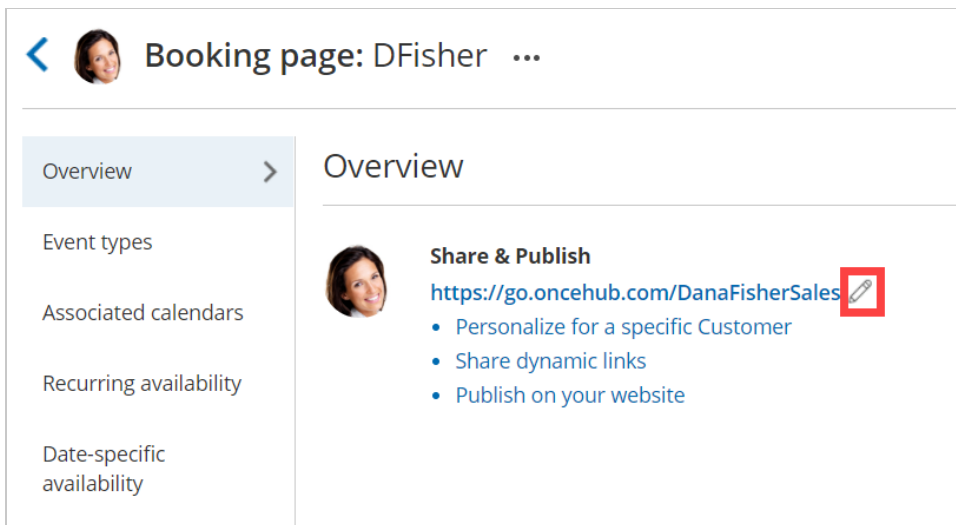 Booking page: DFisher ...
Overview
Event types
Associated calendars
Recurring availability
Date-specific
availability
Overview
Share & Publish
https://go.oncehub.com/DanaFisherSales
• Personalize for a specific Customer
• Share dynamic links
• Publish on your website